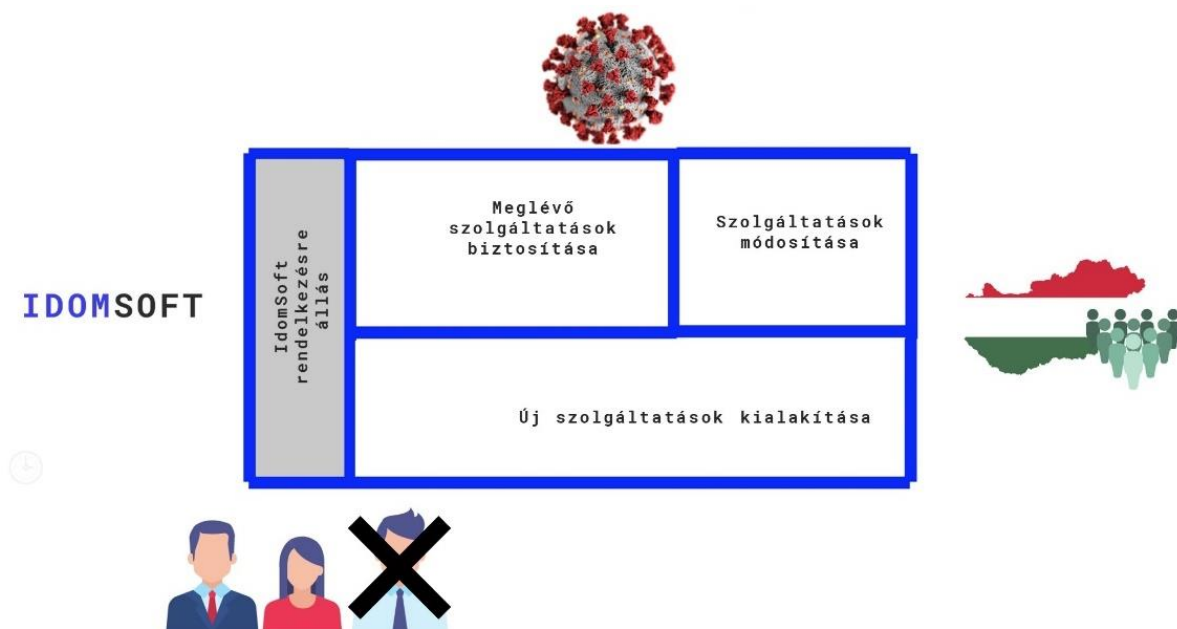 IDOMSOFT
IdomSoft
rendelkezésre
állás
Meglévő
szolgáltatások
biztosítása
Szolgáltatások
módosítása
Új szolgáltatások kialakítása